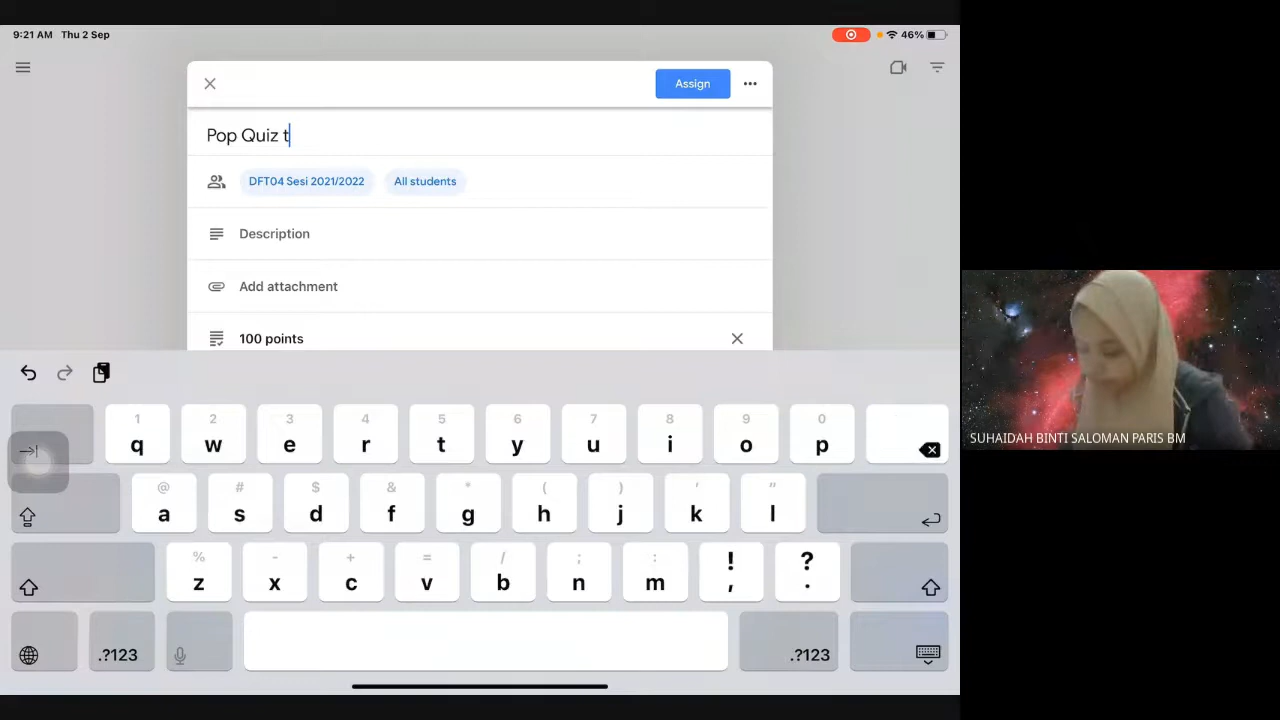 9:21 AM Thu 2 Sep
46%
Assign
Pop Quiz t
DFT04 Sesi 2021/2022
All students
Description
Add attachment
100 points
1 2 3 4 5 6 7 8 9 0
q w e r t y u i o p
@ # $ & * ( ) ' "
a s d f g h j k l
% - + = / ; : ! ?
z x c v b n m , .
.?123 .?123
SUHAIDAH BINTI SALOMAN PARIS BM